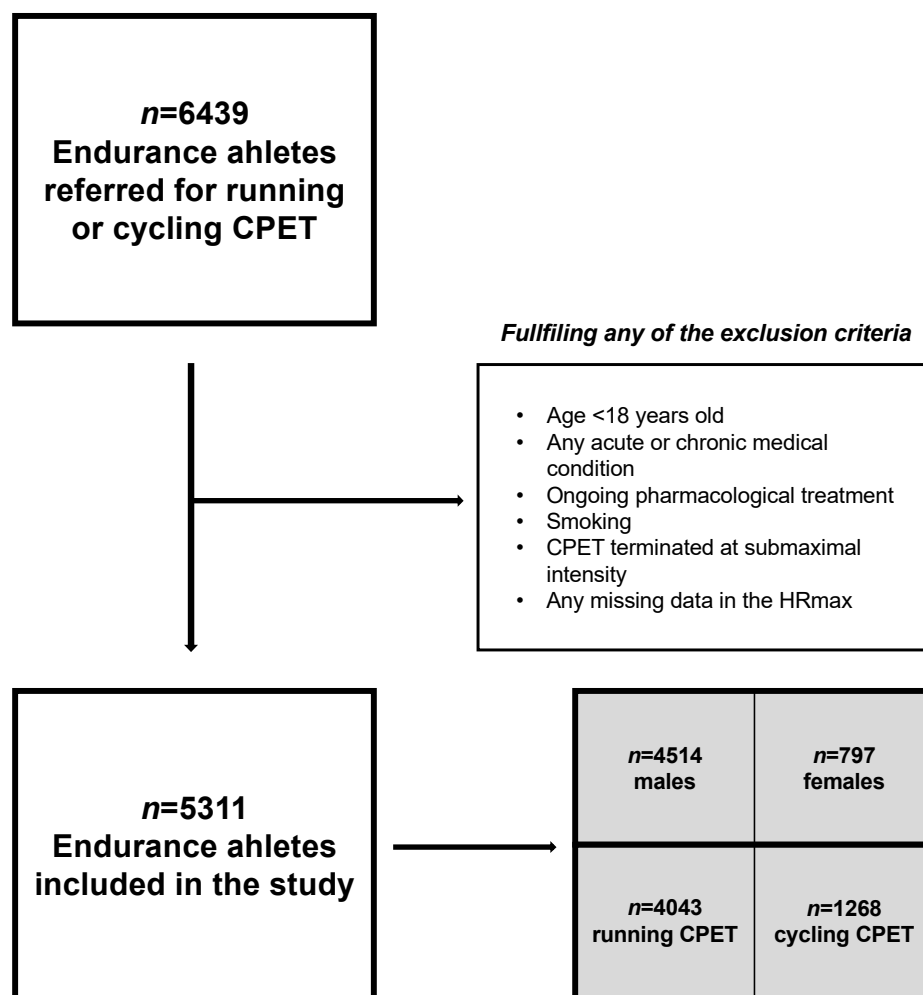 n=6439
Endurance ahletes
referred for running
or cycling CPET
Fullfiling any of the exclusion criteria
• Age <18 years old
• Any acute or chronic medical
condition
• Ongoing pharmacological treatment
• Smoking
• CPET terminated at submaximal
intensity
• Any missing data in the HRmax
n=5311
Endurance ahletes
included in the study
n=4514
males
n=797
females
n=4043
running CPET
n=1268
cycling CPET